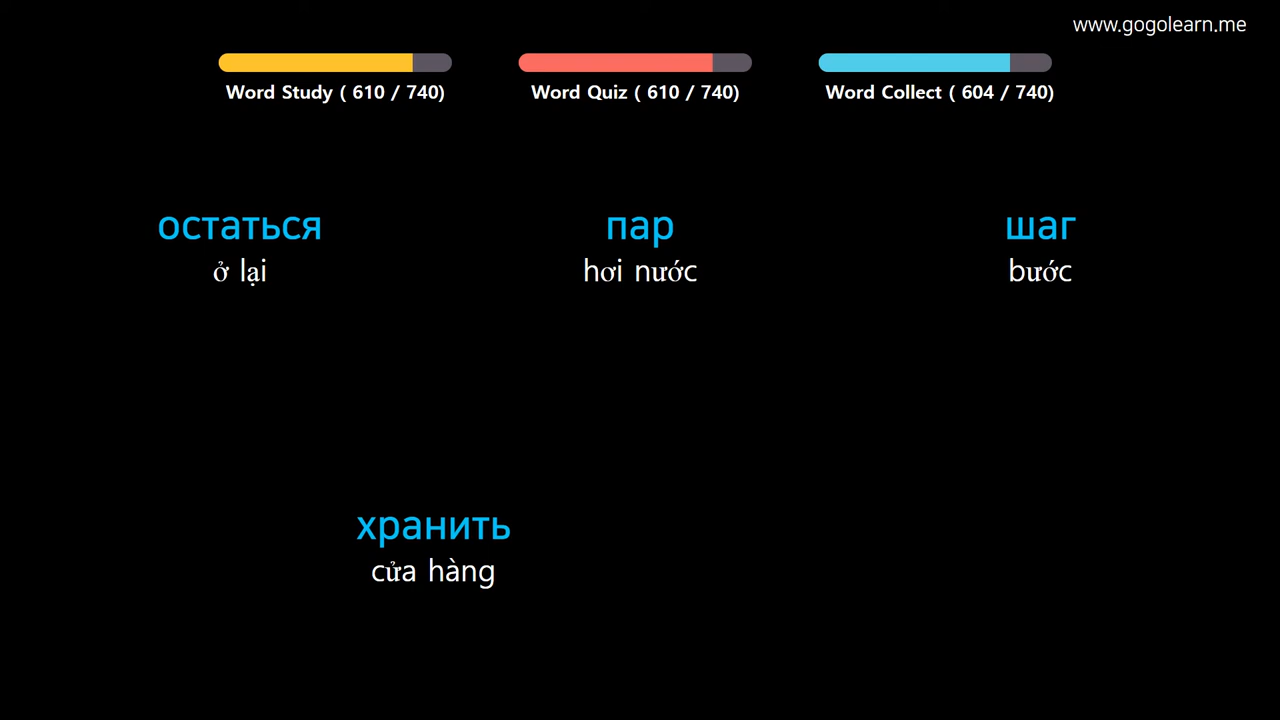 www.gogolearn.me
Word Study ( 610 / 740)
Word Quiz ( 610 / 740)
Word Collect ( 604 / 740)
остаться
ở lại
пар
hơi nước
шаг
bước
хранить
cửa hàng